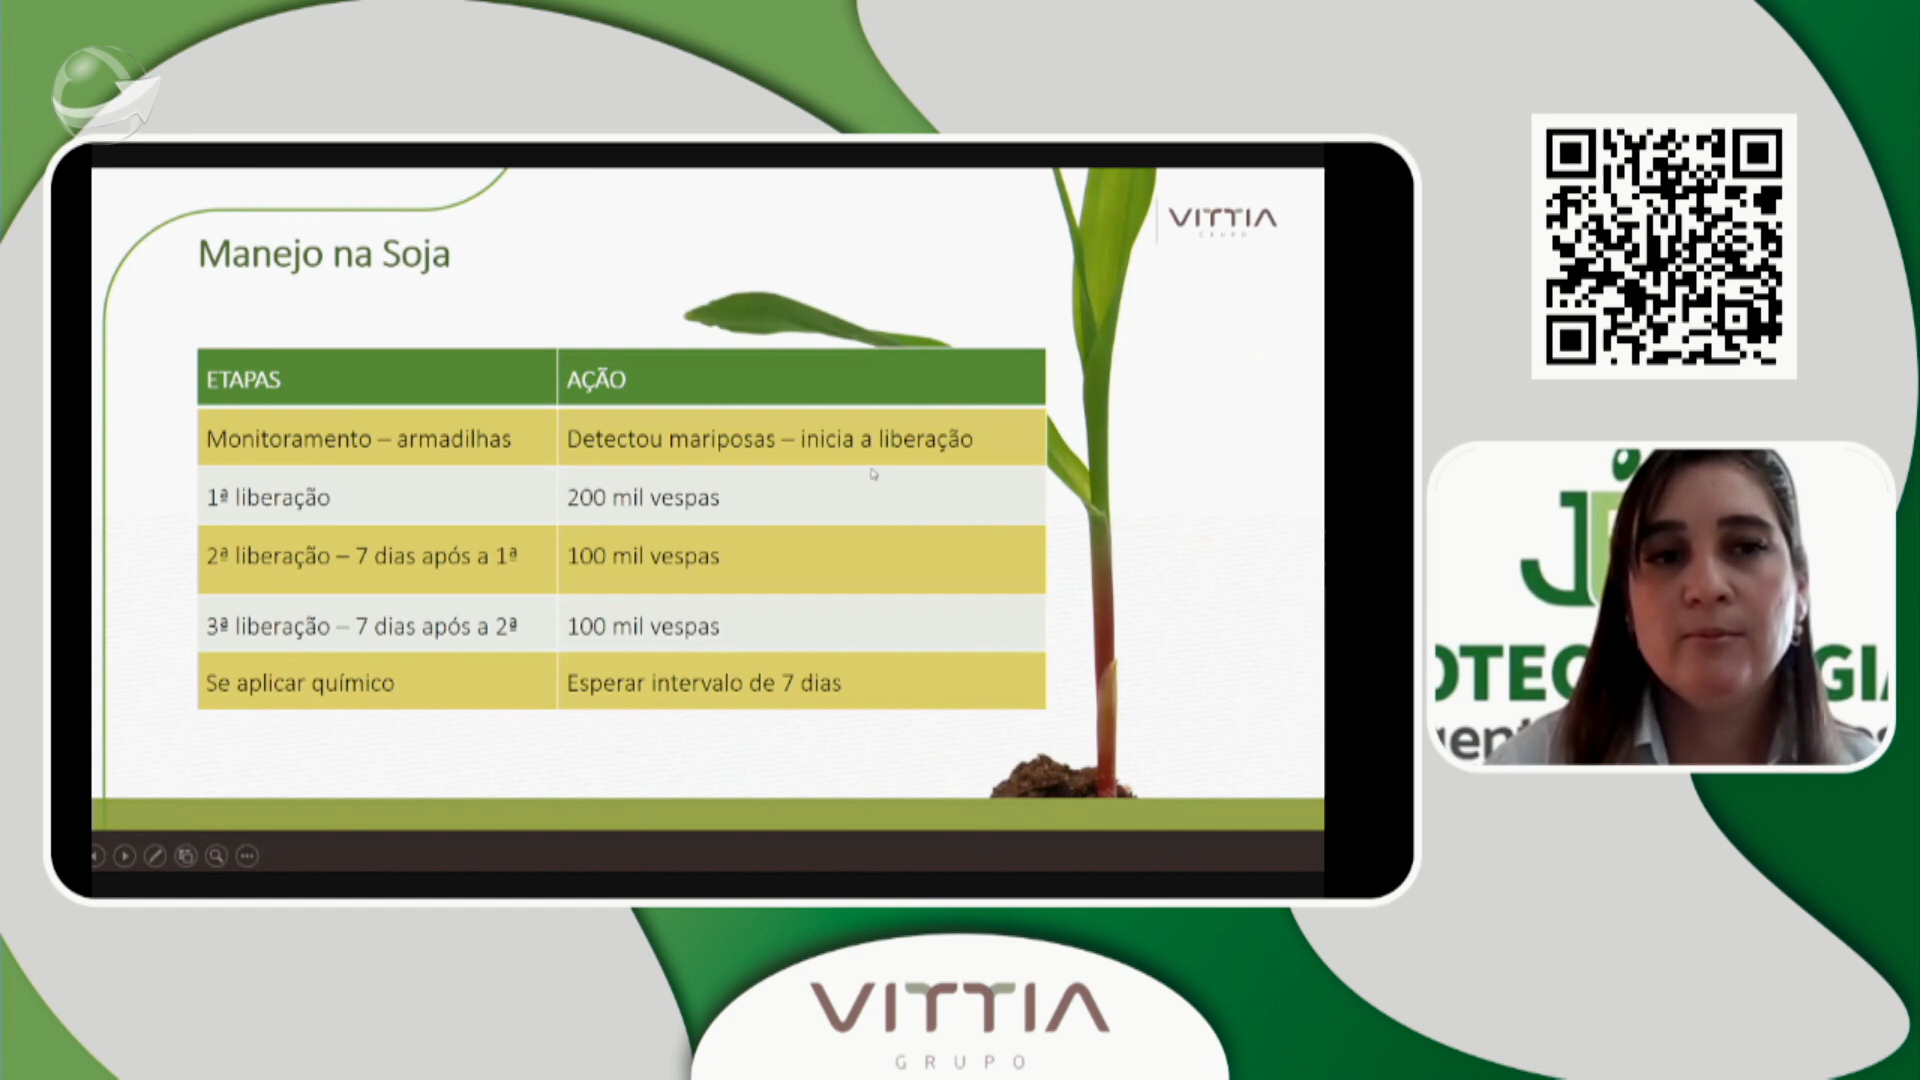 Manejo na Soja
VITTIA
GRUPO
ETAPAS
AÇÃO
Monitoramento – armadilhas
Detectou mariposas – inicia a liberação
1ª liberação
200 mil vespas
2ª liberação – 7 dias após a 1ª
100 mil vespas
3ª liberação – 7 dias após a 2ª
100 mil vespas
Se aplicar químico
Esperar intervalo de 7 dias
VITTIA
GRUPO